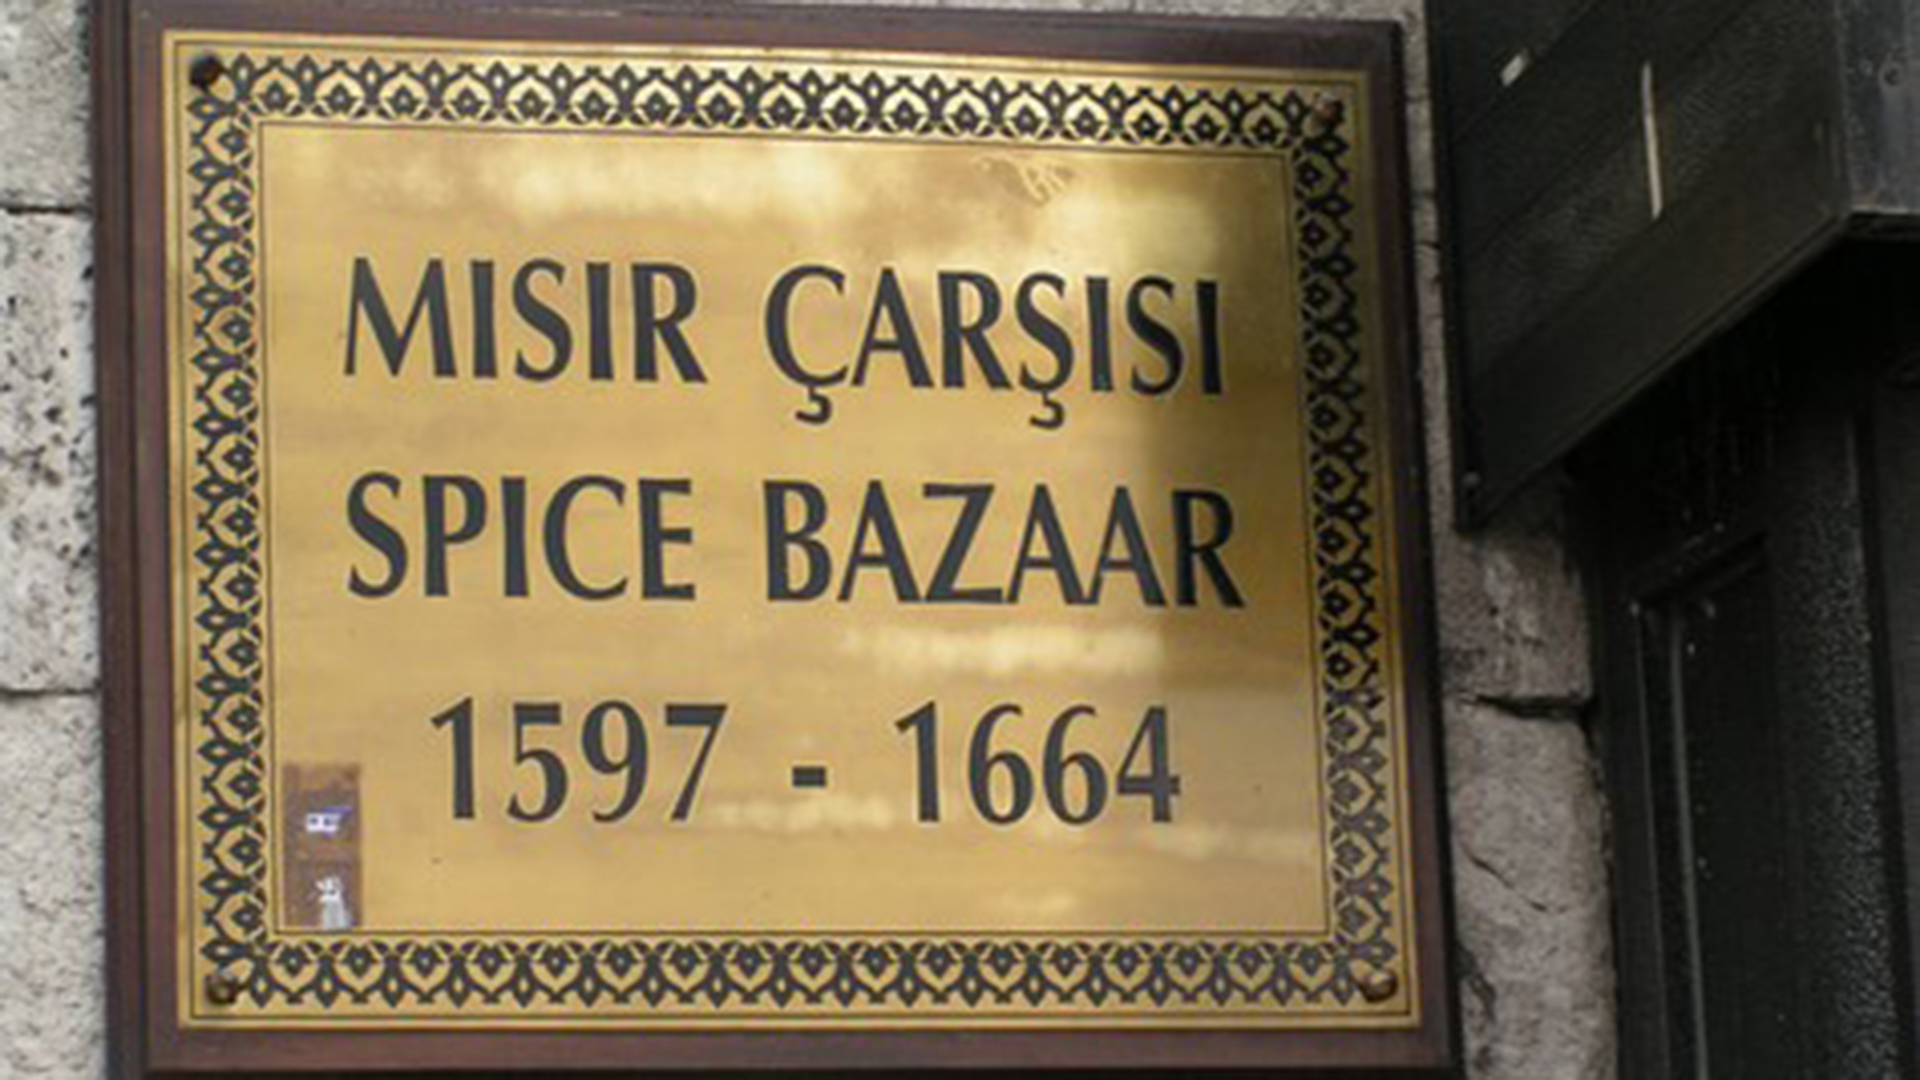 MISIR ÇARŞISI
SPICE BAZAAR
1597 - 1664